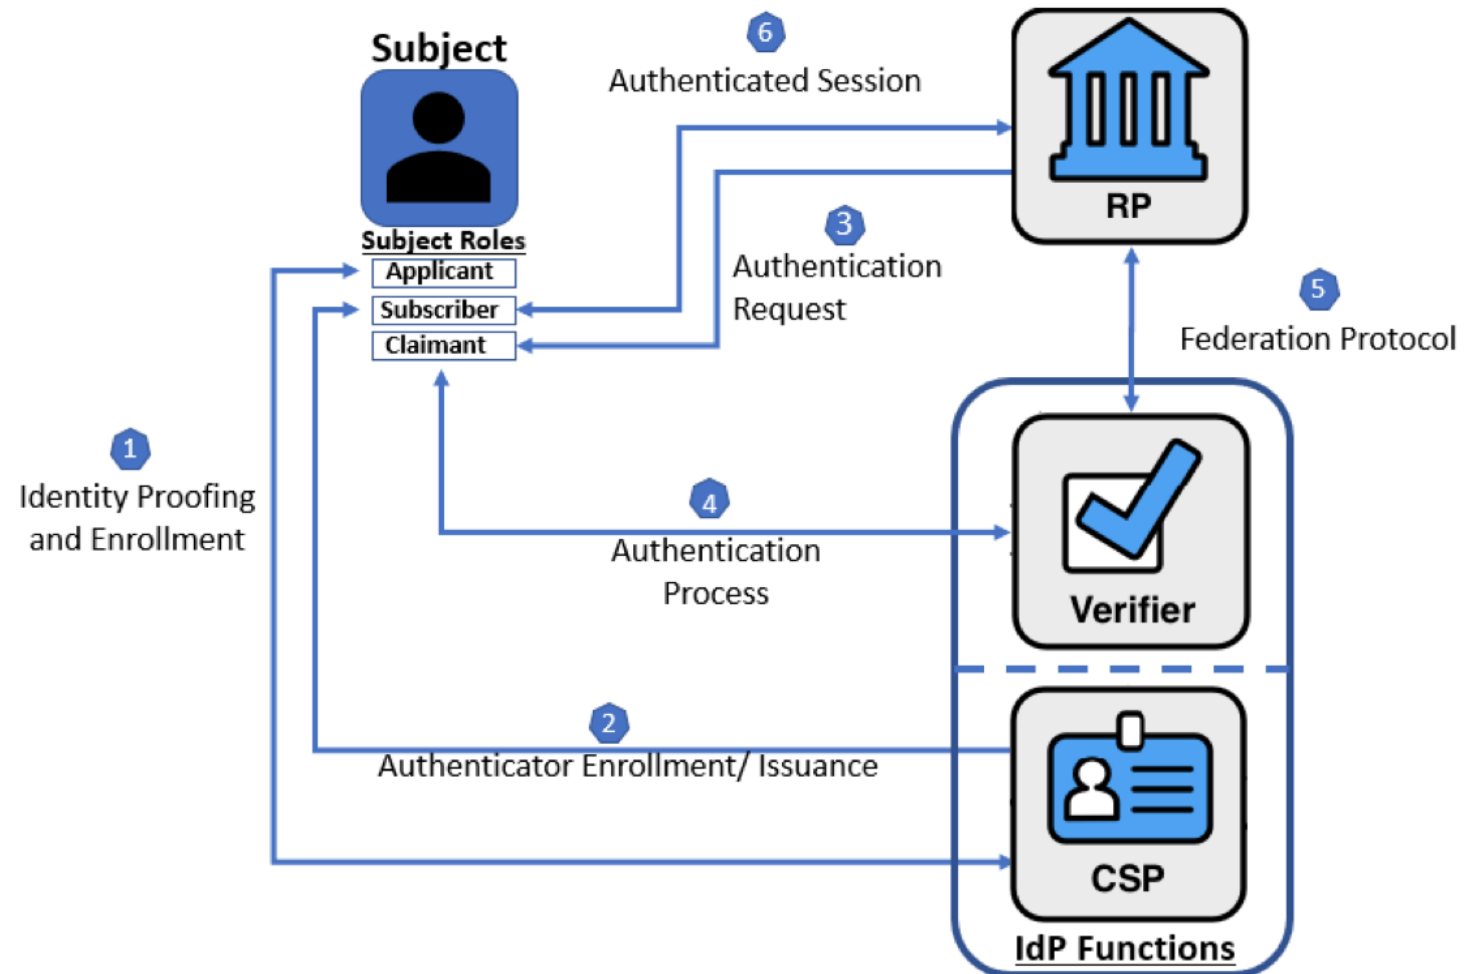 Subject
6
Authenticated Session
RP
Subject Roles
Applicant
Subscriber
Claimant
3
Authentication
Request
5
Federation Protocol
1
Identity Proofing
and Enrollment
4
Authentication
Process
Verifier
2
Authenticator Enrollment/ Issuance
CSP
IdP Functions